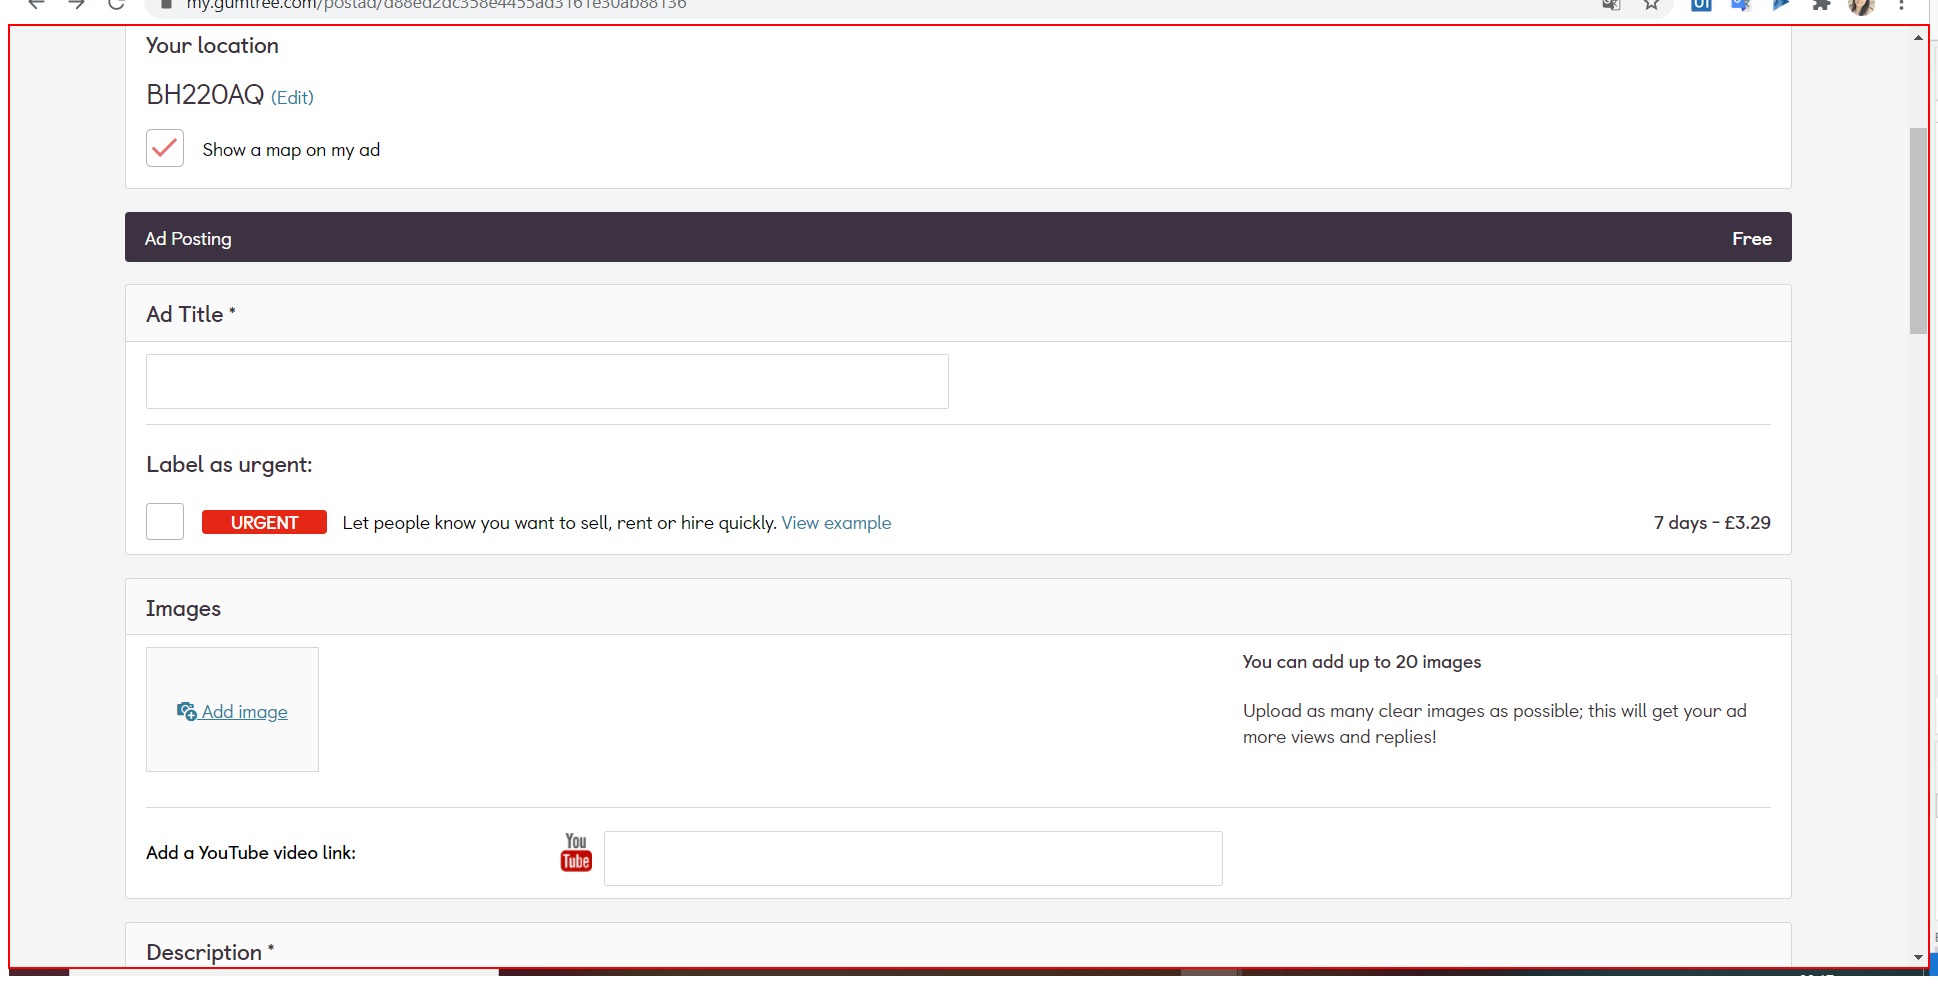 my.gumtree.com/postad/d88ed2dc358e4455ad3161e30ab88136
Your location
BH220AQ (Edit)
Show a map on my ad
Ad Posting
Free
Ad Title *
Label as urgent:
URGENT Let people know you want to sell, rent or hire quickly. View example
7 days - £3.29
Images
Add image
You can add up to 20 images
Upload as many clear images as possible; this will get your ad
more views and replies!
Add a YouTube video link:
You
Tube
Description *